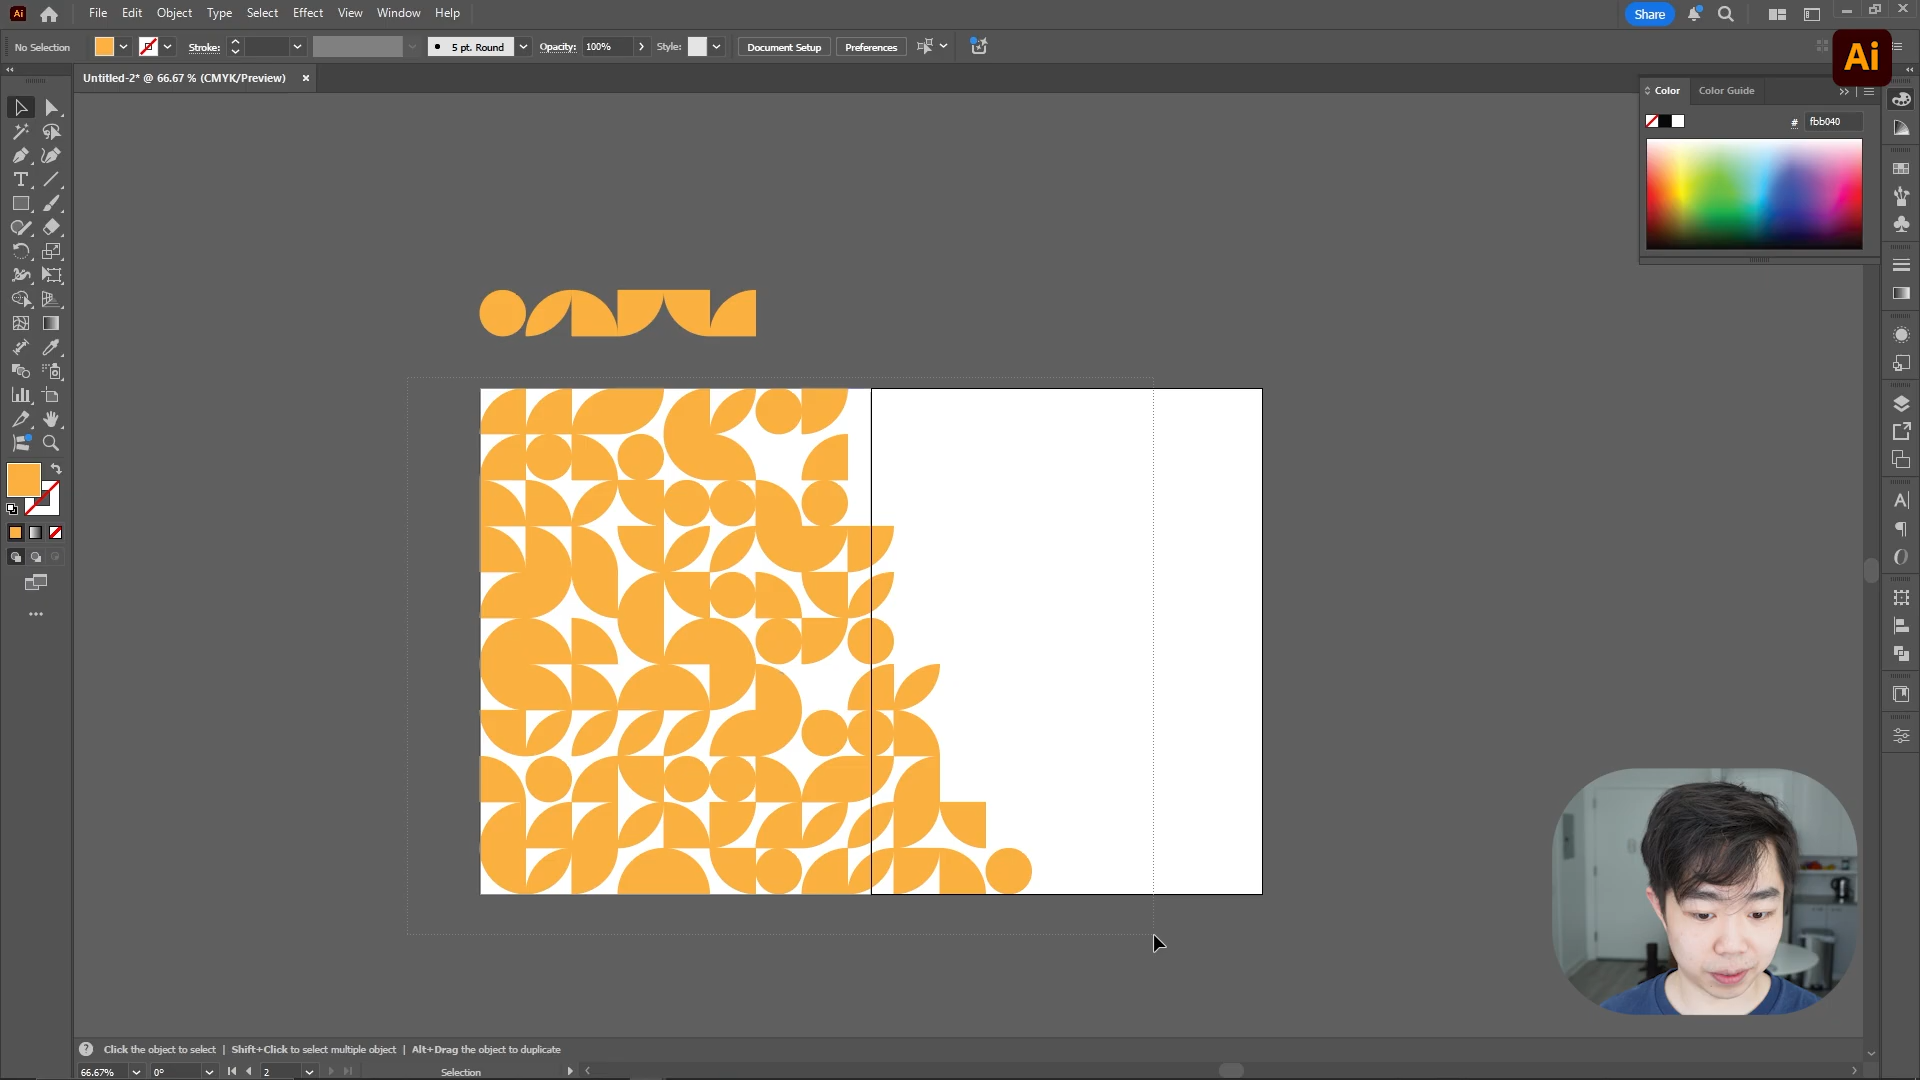 Ai
File Edit Object Type Select Effect View Window Help
Share
No Selection
Stroke:
5 pt. Round
Opacity: 100%
Style:
Document Setup
Preferences
Ai
Untitled-2* @ 66.67 % (CMYK/Preview)
Color
Color Guide
# fbb040
Click the object to select | Shift+Click to select multiple object | Alt+Drag the object to duplicate
66.67%
0°
2
Selection